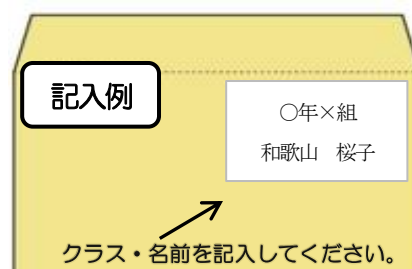 記入例
〇年×組
和歌山　桜子
クラス・名前を記入してください。